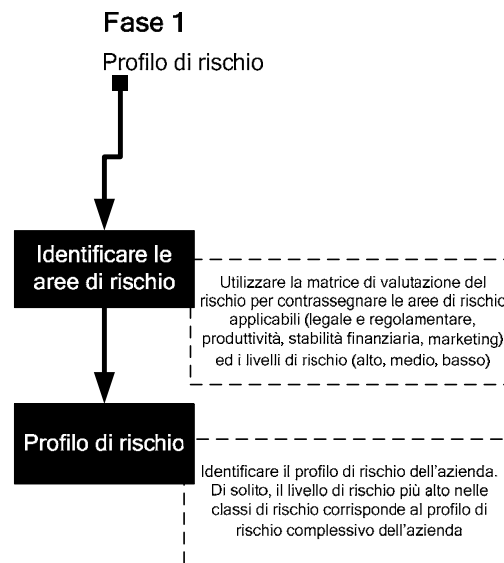 Fase 1
Profilo di rischio
Identificare le
aree di rischio
Utilizzare la matrice di valutazione del
rischio per contrassegnare le aree di rischio
applicabili (legale e regolamentare,
produttività, stabilità finanziaria, marketing)
ed i livelli di rischio (alto, medio, basso)
Profilo di rischio
Identificare il profilo di rischio dell'azienda.
Di solito, il livello di rischio più alto nelle
classi di rischio corrisponde al profilo di
rischio complessivo dell'azienda